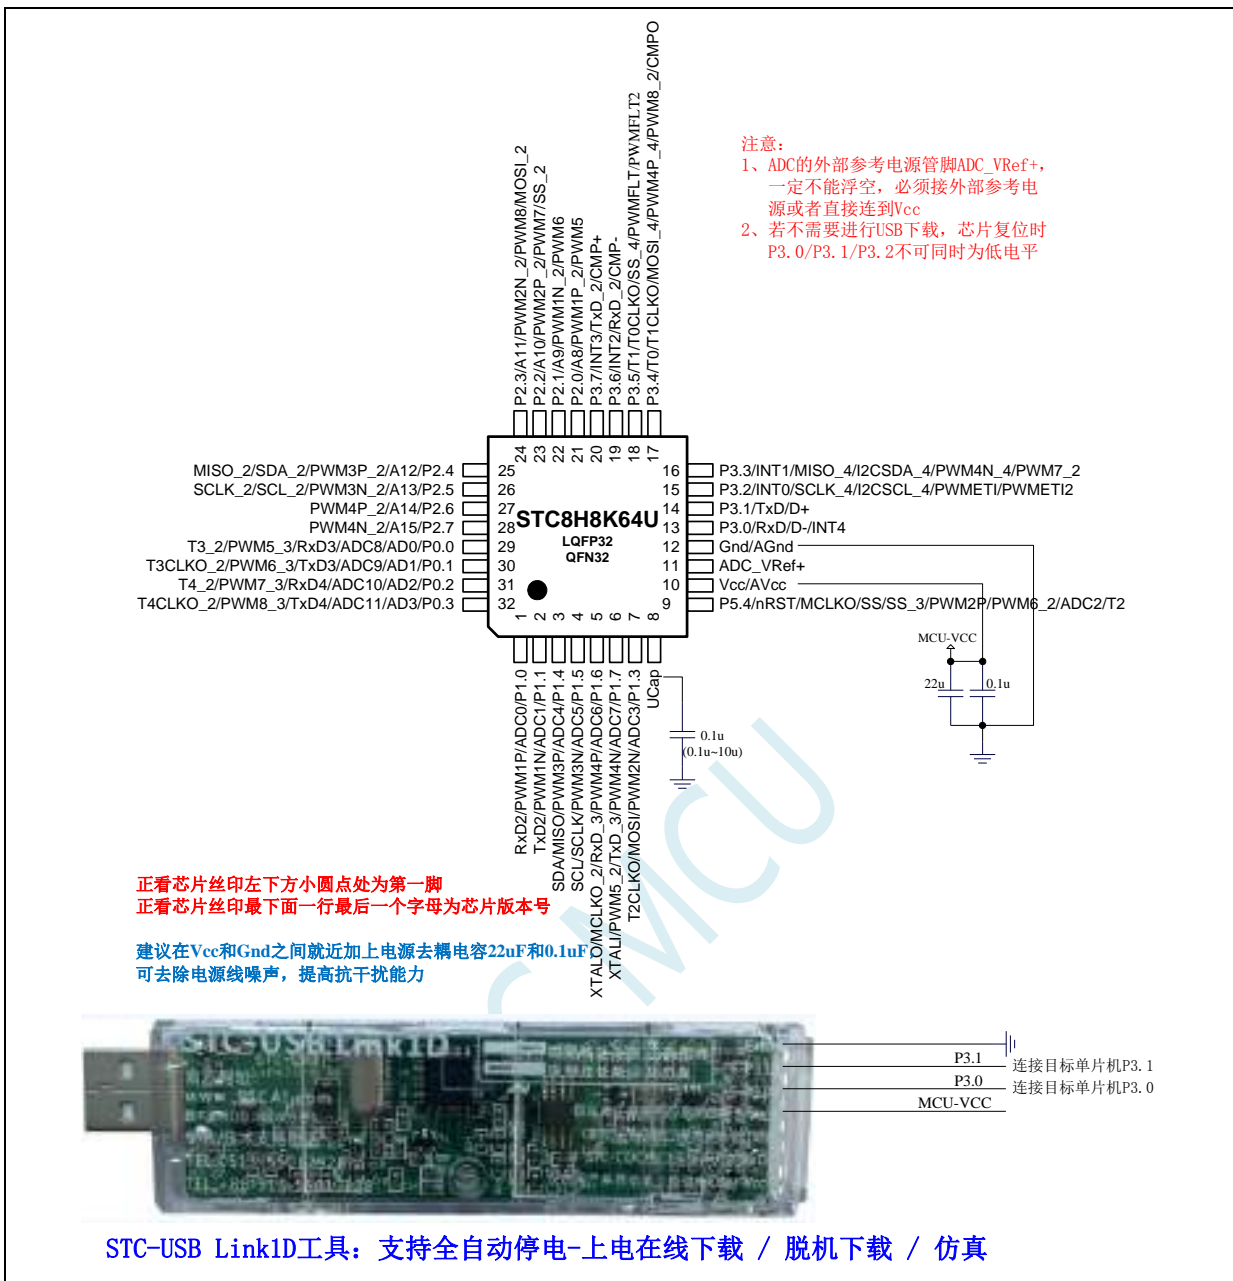 P2.3/A11/PWM2N_2/PWM8/MOSI_2
P2.2/A10/PWM2P_2/PWM7/SS_2
P2.1/A9/PWM1N_2/PWM6
P2.0/A8/PWM1P_2/PWM5
P3.7/INT3/TxD_2/CMP+
P3.6/INT2/RxD_2/CMP-
P3.5/T1/T0CLKO/SS_4/PWMFLT/PWMFLT2
P3.4/T0/T1CLKO/MOSI_4/PWM4P_4/PWM8_2/CMPO
注意：
1、ADC的外部参考电源管脚ADC_VRef+，
一定不能浮空，必须接外部参考电
源或者直接连到Vcc
2、若不需要进行USB下载，芯片复位时
P3.0/P3.1/P3.2不可同时为低电平
24 23 22 21 20 19 18 17
MISO_2/SDA_2/PWM3P_2/A12/P2.4 25
SCLK_2/SCL_2/PWM3N_2/A13/P2.5 26
PWM4P_2/A14/P2.6 27
PWM4N_2/A15/P2.7 28
T3_2/PWM5_3/RxD3/ADC8/AD0/P0.0 29
T3CLKO_2/PWM6_3/TxD3/ADC9/AD1/P0.1 30
T4_2/PWM7_3/RxD4/ADC10/AD2/P0.2 31
T4CLKO_2/PWM8_3/TxD4/ADC11/AD3/P0.3 32
STC8H8K64U
LQFP32
QFN32
16 P3.3/INT1/MISO_4/I2CSDA_4/PWM4N_4/PWM7_2
15 P3.2/INT0/SCLK_4/I2CSCL_4/PWMETI/PWMETI2
14 P3.1/TxD/D+
13 P3.0/RxD/D-/INT4
12 Gnd/AGnd
11 ADC_VRef+
10 Vcc/AVcc
9 P5.4/nRST/MCLKO/SS/SS_3/PWM2P/PWM6_2/ADC2/T2
1 2 3 4 5 6 7 8
RxD2/PWM1P/ADC0/P1.0
TxD2/PWM1N/ADC1/P1.1
SDA/MISO/PWM3P/ADC4/P1.4
SCL/SCLK/PWM3N/ADC5/P1.5
XTALO/MCLKO_2/RxD_3/PWM4P/ADC6/P1.6
XTALI/PWM5_2/TxD_3/PWM4N/ADC7/P1.7
T2CLKO/MOSI/PWM2N/ADC3/P1.3
UCap
MCU-VCC
22u
0.1u
0.1u
(0.1u~10u)
正看芯片丝印左下方小圆点处为第一脚
正看芯片丝印最下面一行最后一个字母为芯片版本号
建议在Vcc和Gnd之间就近加上电源去耦电容22uF和0.1uF，
可去除电源线噪声，提高抗干扰能力
MCU
STC-USB Link1D
P3.1 连接目标单片机P3.1
P3.0 连接目标单片机P3.0
MCU-VCC
STC-USB Link1D工具：支持全自动停电-上电在线下载 / 脱机下载 / 仿真